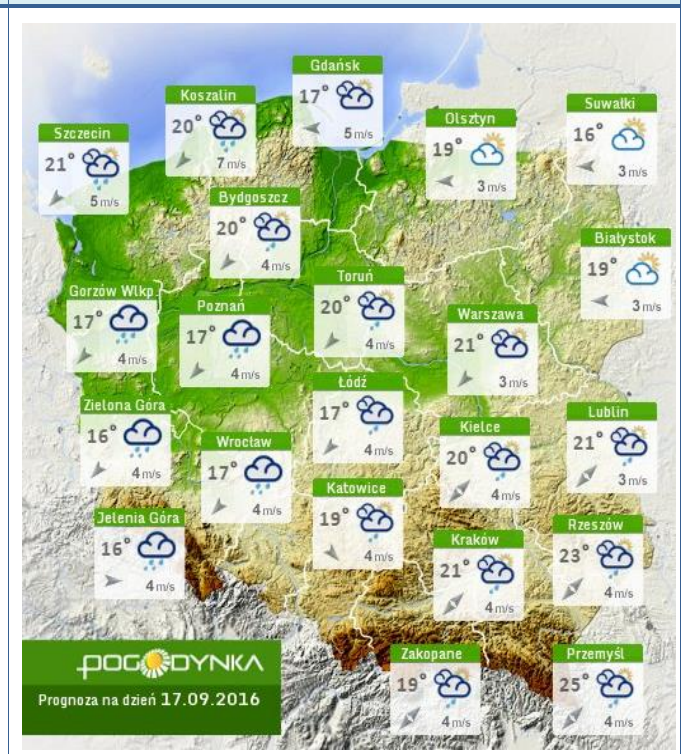 Gdańsk
17°
5 m/s
Koszalin
20°
7 m/s
Suwałki
16°
3 m/s
Olsztyn
19°
3 m/s
Szczecin
21°
5 m/s
Bydgoszcz
20°
4 m/s
Białystok
19°
3 m/s
Toruń
20°
4 m/s
Gorzów Wlkp.
17°
4 m/s
Poznań
17°
4 m/s
Warszawa
21°
3 m/s
Łódź
17°
4 m/s
Zielona Góra
16°
4 m/s
Lublin
21°
3 m/s
Kielce
20°
4 m/s
Wrocław
17°
4 m/s
Katowice
19°
4 m/s
Jelenia Góra
16°
4 m/s
Rzeszów
23°
4 m/s
Kraków
21°
4 m/s
Zakopane
19°
4 m/s
Przemyśl
25°
4 m/s
POGODYNKA
Prognoza na dzień 17.09.2016